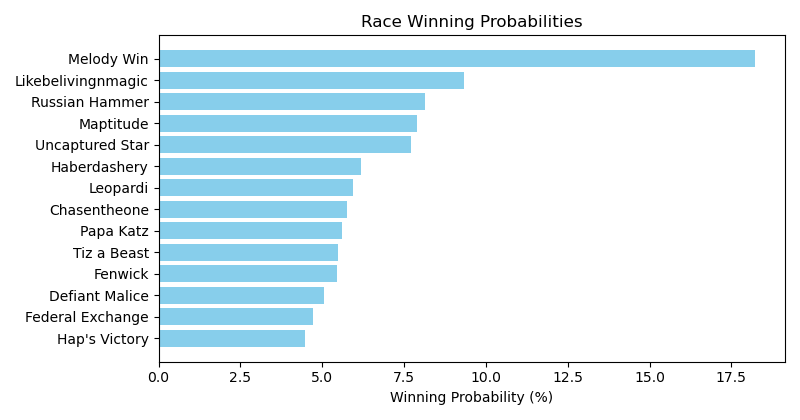 Race Winning Probabilities
Melody Win
Likebelivingnmagic
Russian Hammer
Maptitude
Uncaptured Star
Haberdashery
Leopardi
Chasentheone
Papa Katz
Tiz a Beast
Fenwick
Defiant Malice
Federal Exchange
Hap's Victory
0.0 2.5 5.0 7.5 10.0 12.5 15.0 17.5
Winning Probability (%)